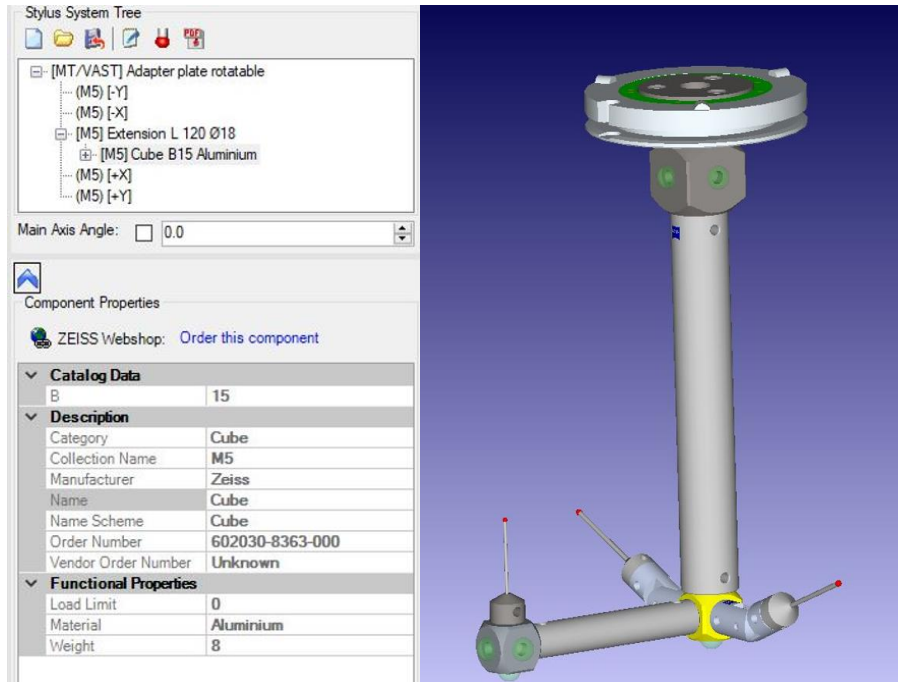 Stylus System Tree
PDF
[MT/VAST] Adapter plate rotatable
(M5) [-Y]
(M5) [-X]
[M5] Extension L 120 Ø18
[M5] Cube B15 Aluminium
(M5) [+X]
(M5) [+Y]
Main Axis Angle: 0.0
Component Properties
ZEISS Webshop: Order this component
Catalog Data
B 15
Description
Category Cube
Collection Name M5
Manufacturer Zeiss
Name Cube
Name Scheme Cube
Order Number 602030-8363-000
Vendor Order Number Unknown
Functional Properties
Load Limit 0
Material Aluminium
Weight 8